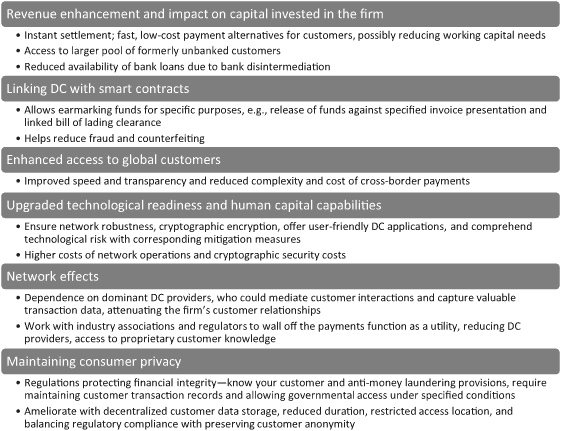 Revenue enhancement and impact on capital invested in the firm
• Instant settlement; fast, low-cost payment alternatives for customers, possibly reducing working capital needs
• Access to larger pool of formerly unbanked customers
• Reduced availability of bank loans due to bank disintermediation
Linking DC with smart contracts
• Allows earmarking funds for specific purposes, e.g., release of funds against specified invoice presentation and
linked bill of lading clearance
• Helps reduce fraud and counterfeiting
Enhanced access to global customers
• Improved speed and transparency and reduced complexity and cost of cross-border payments
Upgraded technological readiness and human capital capabilities
• Ensure network robustness, cryptographic encryption, offer user-friendly DC applications, and comprehend
technological risk with corresponding mitigation measures
• Higher costs of network operations and cryptographic security costs
Network effects
• Dependence on dominant DC providers, who could mediate customer interactions and capture valuable
transaction data, attenuating the firm's customer relationships
• Work with industry associations and regulators to wall off the payments function as a utility, reducing DC
providers, access to proprietary customer knowledge
Maintaining consumer privacy
• Regulations protecting financial integrity—know your customer and anti-money laundering provisions, require
maintaining customer transaction records and allowing governmental access under specified conditions
• Ameliorate with decentralized customer data storage, reduced duration, restricted access location, and
balancing regulatory compliance with preserving customer anonymity